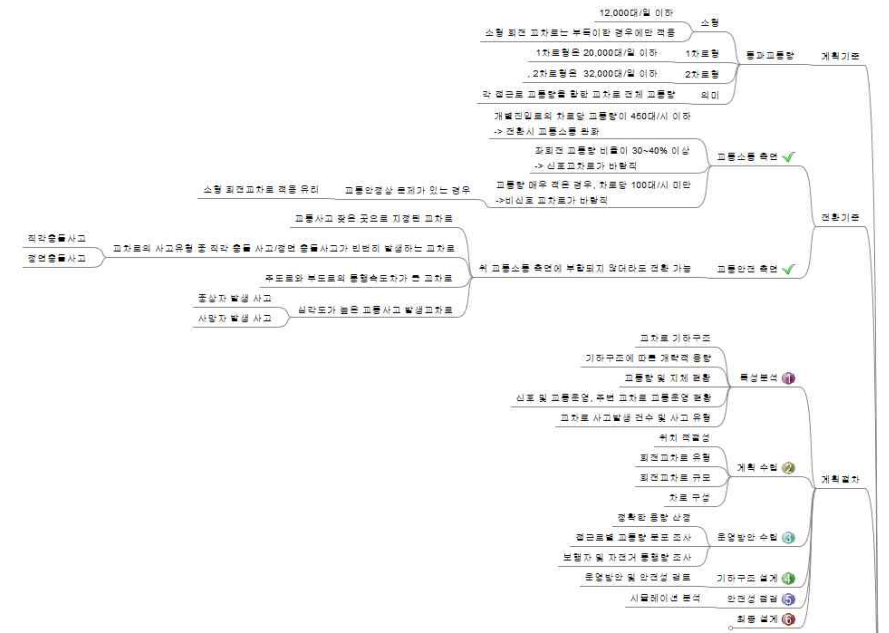 12,000대/일 이하
소형
소형 회전 교차로는 부득이한 경우에만 적용
1차로형은 20,000대/일 이하
1차로형
통과교통량
계획기준
, 2차로형은 32,000대/일 이하
2차로형
각 접근로 교통량을 합한 교차로 전체 교통량
의미
개별진입로의 차로당 교통량이 450대/시 이하
-> 전환시 교통소통 완화
좌회전 교통량 비율이 30~40% 이상
-> 신호교차로가 바람직
교통소통 측면
소형 회전교차로 적용 유리
교통안정상 문제가 있는 경우
교통량 매우 적은 경우, 차로당 100대/시 미만
->비신호 교차로가 바람직
전환기준
교통사고 잦은 곳으로 지정된 교차로
직각충돌사고
정면충돌사고
교차로의 사고유형 중 직각 충돌 사고/정면 충돌사고가 빈번히 발생하는 교차로
위 교통소통 측면에 부합되지 않더라도 전환 가능
교통안전 측면
주도로와 부도로의 통행속도차가 큰 교차로
중상자 발생 사고
사망자 발생 사고
심각도가 높은 교통사고 발생교차로
교차로 기하구조
기하구조에 따른 개략적 용량
교통량 및 지체 현황
특성분석 1
신호 및 교통운영, 주변 교차로 교통운영 현황
교차로 사고발생 건수 및 사고 유형
위치 적절성
회전교차로 유형
계획 수립 2
회전교차로 규모
계획절차
차로 구성
정확한 용량 산정
접근로별 교통량 분포 조사
운영방안 수립 3
보행자 및 자전거 통행량 조사
운영방안 및 안전성 검토
기하구조 설계 4
시뮬레이션 분석
안전성 점검 5
최종 설계 6